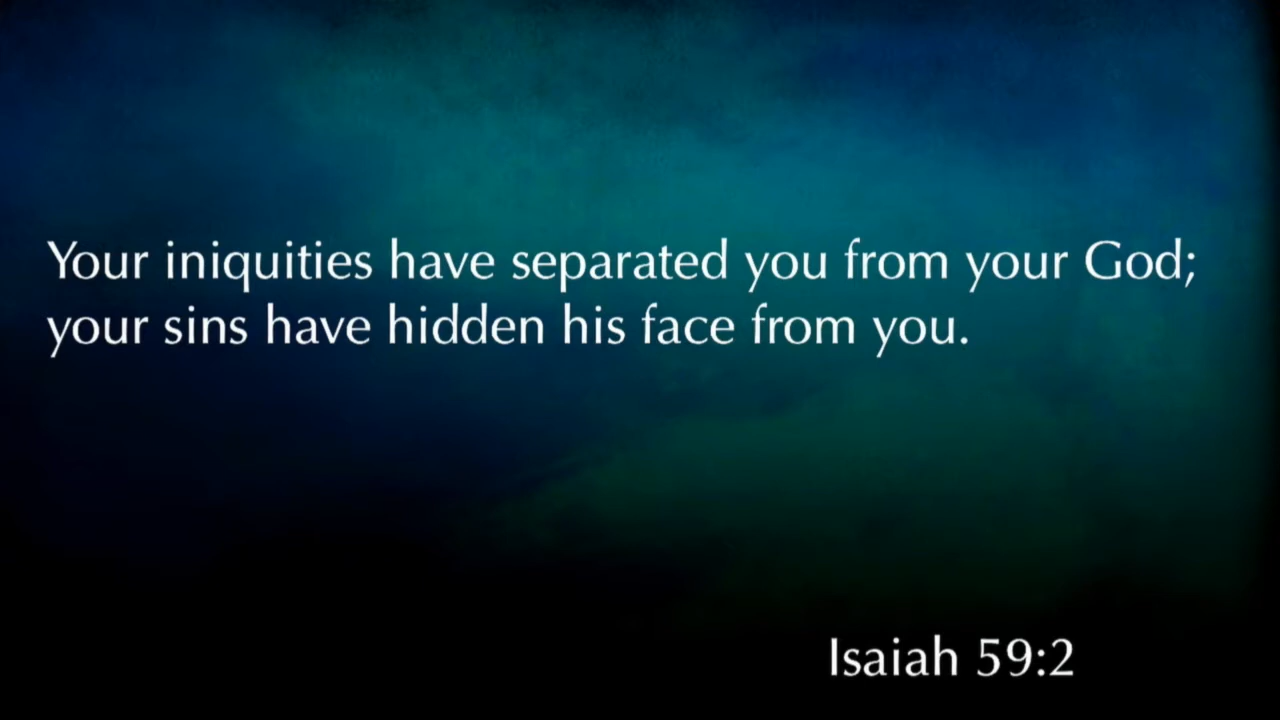 Your iniquities have separated you from your God;
your sins have hidden his face from you.
Isaiah 59:2